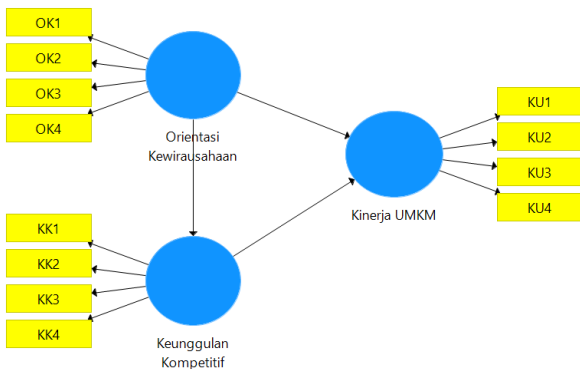 OK1
OK2
OK3
OK4
Orientasi
Kewirausahaan
KU1
KU2
KU3
KU4
Kinerja UMKM
KK1
KK2
KK3
KK4
Keunggulan
Kompetitif